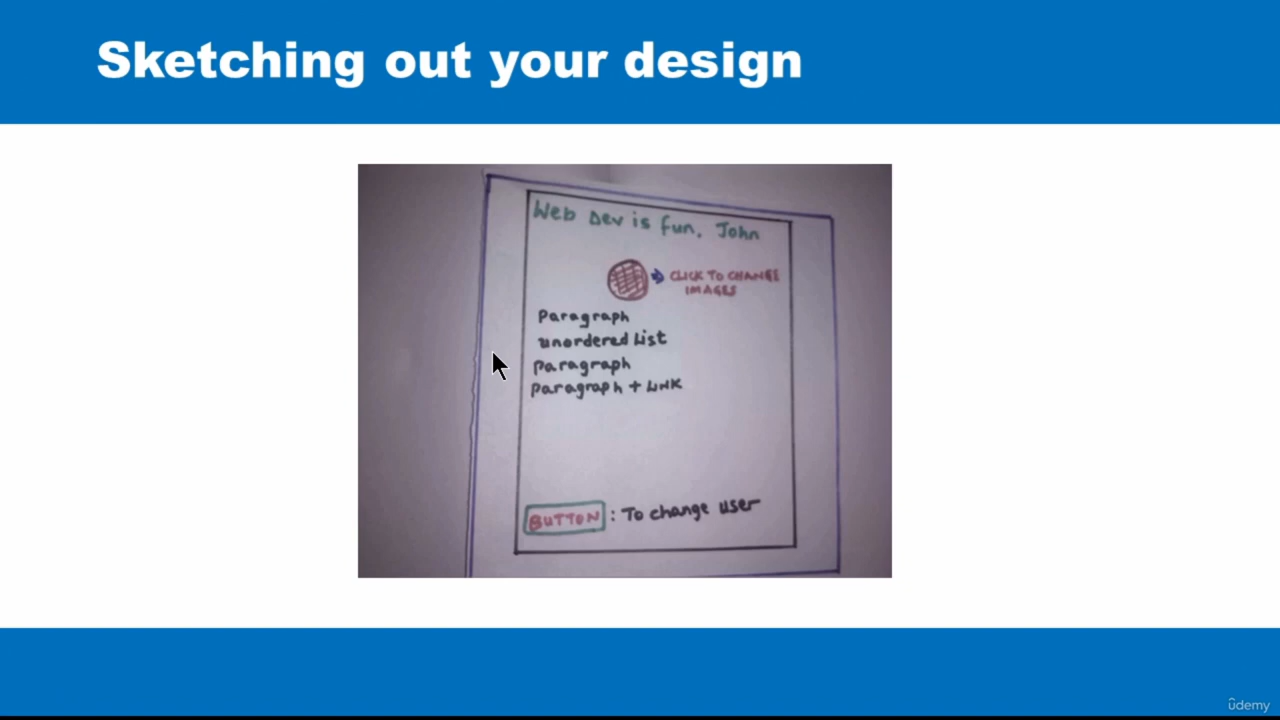 Sketching out your design
Web Dev is fun, John
CLICK TO CHANGE
IMAGES
Paragraph
unordered List
paragraph
paragraph + LINK
BUTTON : To change user
ûdemy